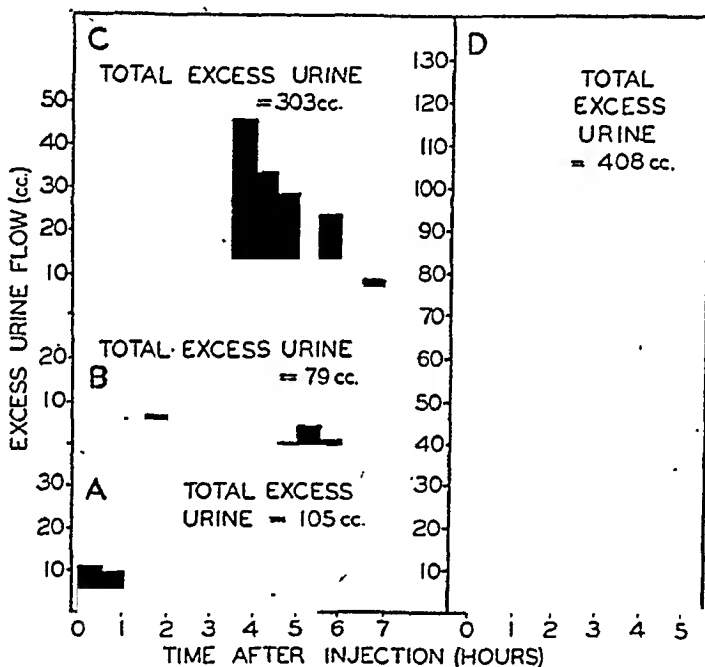 C
TOTAL EXCESS URINE
=303cc.
50
40
30
20
10
TOTAL EXCESS URINE
= 79 cc.
B
20
10
A
TOTAL EXCESS
URINE = 105 cc.
30
20
10
EXCESS URINE FLOW (cc.)
D
TOTAL
EXCESS
URINE
= 408 cc.
130
120
110
100
90
80
70
60
50
40
30
20
10
0 1 2 3 4 5 6 7
0 1 2 3 4 5
TIME AFTER INJECTION (HOURS)